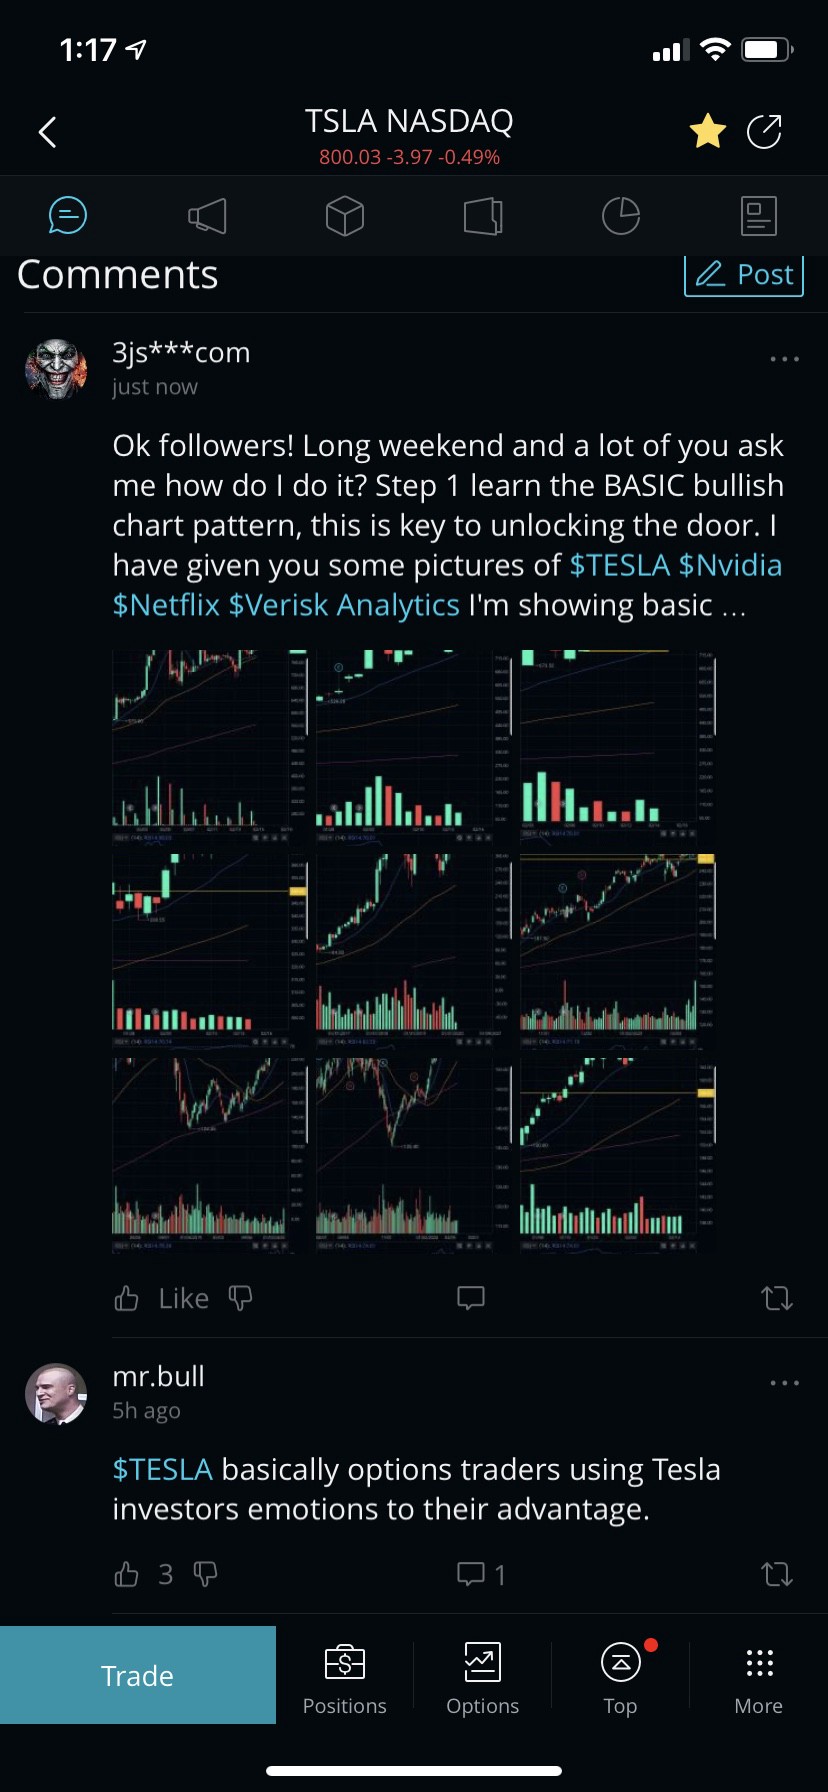 1:17
TSLA NASDAQ
800.03 -3.97 -0.49%
Comments
Post
3js***com
just now
Ok followers! Long weekend and a lot of you ask
me how do I do it? Step 1 learn the BASIC bullish
chart pattern, this is key to unlocking the door. I
have given you some pictures of $TESLA $Nvidia
$Netflix $Verisk Analytics I'm showing basic ...
Like
mr.bull
5h ago
$TESLA basically options traders using Tesla
investors emotions to their advantage.
3
1
Trade
Positions
Options
Top
More